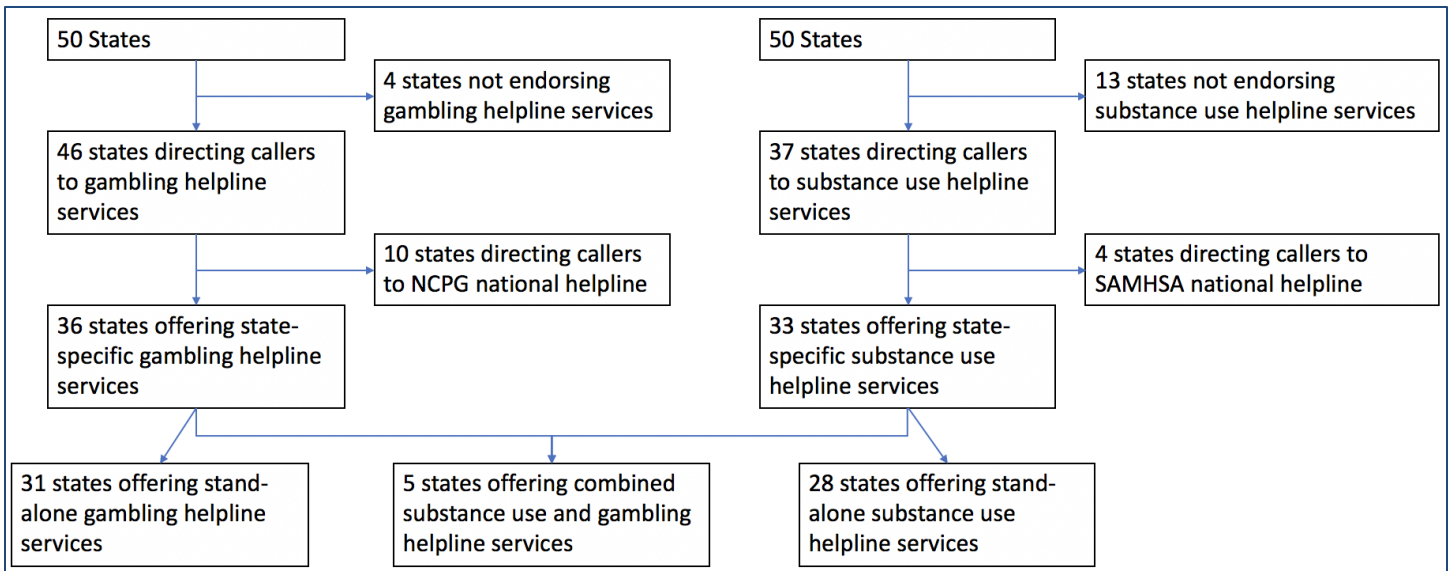 50 States
50 States
4 states not endorsing
gambling helpline services
13 states not endorsing
substance use helpline services
46 states directing callers
to gambling helpline
services
37 states directing callers
to substance use helpline
services
10 states directing callers
to NCPG national helpline
4 states directing callers to
SAMHSA national helpline
36 states offering state-
specific gambling helpline
services
33 states offering state-
specific substance use
helpline services
31 states offering stand-
alone gambling helpline
services
5 states offering combined
substance use and gambling
helpline services
28 states offering stand-
alone substance use
helpline services